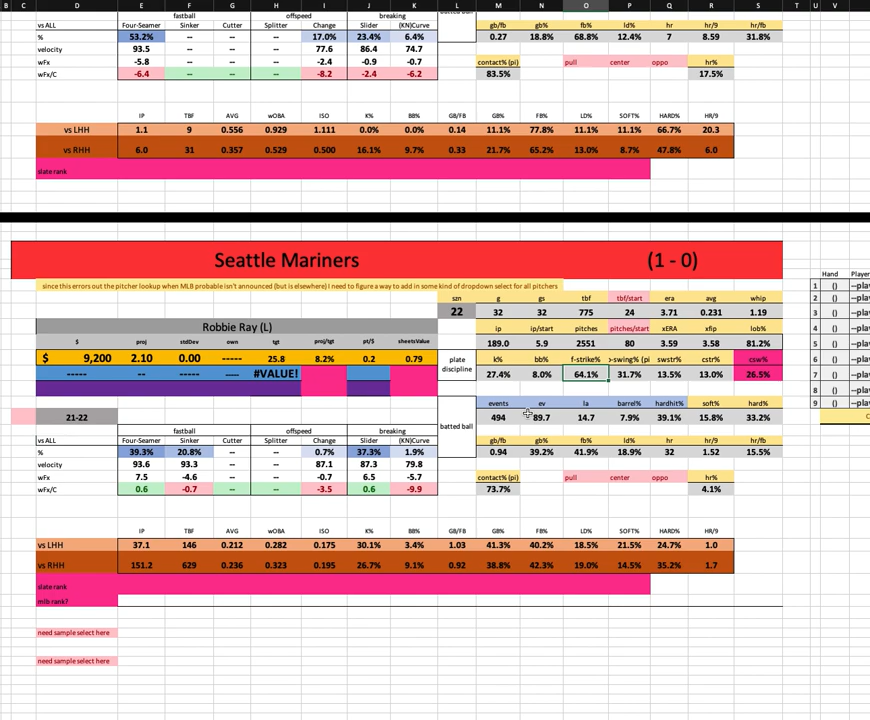 B C D E F G H I J K L M N O P Q R S T U V W
fastball offspeed breaking batted ball gb/fb gb% fb% ld% hr hr/9 hr/fb
vs ALL Four-Seamer Sinker Cutter Splitter Change Slider (KN)Curve 0.27 18.8% 68.8% 12.4% 7 8.59 31.8%
% 53.2% -- -- -- 17.0% 23.4% 6.4%
velocity 93.5 -- -- -- 77.6 86.4 74.7
wFx -5.8 -- -- -- -2.4 -0.9 -0.7 contact% (pi) pull center oppo hr%
wFx/C -6.4 -- -- -- -8.2 -2.4 -6.2 83.5% 17.5%
IP TBF AVG wOBA ISO K% BB% GB/FB GB% FB% LD% SOFT% HARD% HR/9
vs LHH 1.1 9 0.556 0.929 1.111 0.0% 0.0% 0.14 11.1% 77.8% 11.1% 11.1% 66.7% 20.3
vs RHH 6.0 31 0.357 0.529 0.500 16.1% 9.7% 0.33 21.7% 65.2% 13.0% 8.7% 47.8% 6.0
slate rank
Seattle Mariners (1 - 0)
Hand
since this errors out the pitcher lookup when MLB probable isn't announced (but is elsewhere) I need to figure a way to add in some kind of dropdown select for all pitchers 1 ()
szn g gs tbf tbf/start era avg whip 2 ()
22 32 32 775 24 3.71 0.231 1.19 3 ()
Robbie Ray (L) ip ip/start pitches pitches/start xERA xfip lob% 4 ()
$ proj stdDev own tgt proj/tgt pt/$ sheetsValue 189.0 5.9 2551 80 3.59 3.58 81.2% 5 ()
$ 9,200 2.10 0.00 ----- 25.8 8.2% 0.2 0.79 plate discipline k% bb% f-strike% swing% (pi swstr% cstr% csw% 6 ()
----- -- ----- ---- #VALUE! 27.4% 8.0% 64.1% 31.7% 13.5% 13.0% 26.5% 7 ()
8 ()
events ev la barrel% hardhit% soft% hard% 9 ()
21-22 batted ball 494 89.7 14.7 7.9% 39.1% 15.8% 33.2%
fastball offspeed breaking
vs ALL Four-Seamer Sinker Cutter Splitter Change Slider (KN)Curve gb/fb gb% fb% ld% hr hr/9 hr/fb
% 39.3% 20.8% -- -- 0.7% 37.3% 1.9% 0.94 39.2% 41.9% 18.9% 32 1.52 15.5%
velocity 93.6 93.3 -- -- 87.1 87.3 79.8
wFx 7.5 -4.6 -- -- -0.7 6.5 -5.7 contact% (pi) pull center oppo hr%
wFx/C 0.6 -0.7 -- -- -3.5 0.6 -9.9 73.7% 4.1%
IP TBF AVG wOBA ISO K% BB% GB/FB GB% FB% LD% SOFT% HARD% HR/9
vs LHH 37.1 146 0.212 0.282 0.175 30.1% 3.4% 1.03 41.3% 40.2% 18.5% 21.5% 24.7% 1.0
vs RHH 151.2 629 0.236 0.323 0.195 26.7% 9.1% 0.92 38.8% 42.3% 19.0% 14.5% 35.2% 1.7
slate rank
mlb rank?
need sample select here
need sample select here